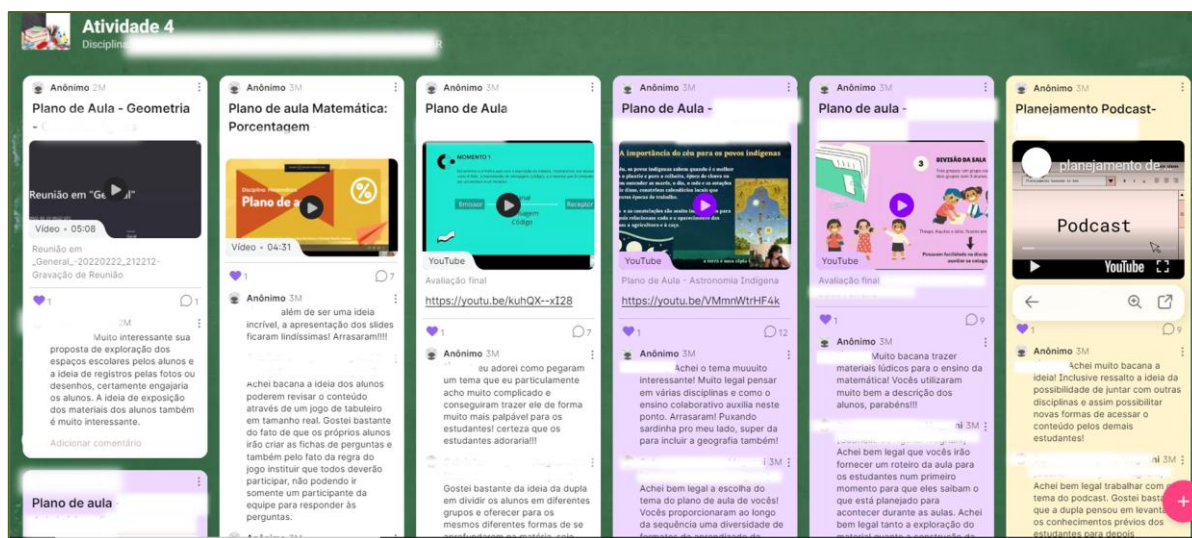 Atividade 4
Disciplina
Anônimo 2M
Plano de Aula - Geometria
Reunião em "Ge
Vídeo • 05:08
Reunião em
_General_-20220222_212212-
Gravação de Reunião
1
1
2M
Muito interessante sua
proposta de exploração dos
espaços escolares pelos alunos e
a ideia de registros pelas fotos ou
desenhos, certamente engajaria
os alunos. A ideia de exposição
dos materiais dos alunos também
é muito interessante.
Adicionar comentário
Plano de aula
Anônimo 3M
Plano de aula Matemática:
Porcentagem
Disciplina: Matemática
Plano de a
Vídeo • 04:31
1
7
Anônimo 3M
além de ser uma ideia
incrível, a apresentação dos slides
ficaram lindíssimas! Arrasaram!!!!
Achei bacana a ideia dos alunos
poderem revisar o conteúdo
através de um jogo de tabuleiro
em tamanho real. Gostei bastante
do fato de que os próprios alunos
irão criar as fichas de perguntas e
também pelo fato da regra do
jogo instituir que todos deverão
participar, não podendo ir
somente um participante da
equipe para responder às
perguntas.
Anônimo 3M
Anônimo 3M
Plano de Aula
MOMENTO 1
Emissor
Receptor
Código
YouTube
Avaliação final
https://youtu.be/kuhQX--xI28
1
7
Anônimo 3M
eu adorei como pegaram
um tema que eu particularmente
acho muito complicado e
conseguiram trazer ele de forma
muito mais palpável para os
estudantes! certeza que os
estudantes adoraria!!!
Gostei bastante da ideia da dupla
em dividir os alunos em diferentes
grupos e oferecer para os
mesmos diferentes formas de se
Anônimo 3M
Plano de Aula -
A importância do céu para os povos indígenas
YouTube
Plano de Aula - Astronomia Indígena
https://youtu.be/VMmnWtrHF4k
1
12
Anônimo 3M
Achei o tema muuuito
interessante! Muito legal pensar
em várias disciplinas e como o
ensino colaborativo auxilia neste
ponto. Arrasaram! Puxando
sardinha pro meu lado, super da
para incluir a geografia também!
3M
Achei bem legal a escolha do
tema do plano de aula de vocês!
Vocês proporcionaram ao longo
da sequência uma diversidade de
formatos de aprendizado da
Anônimo 3M
Plano de aula -
3
DIVISÃO DA SALA
YouTube
Avaliação final
1
9
Anônimo 3M
Muito bacana trazer
materiais lúdicos para o ensino da
matemática! Vocês utilizaram
muito bem a descrição dos
alunos, parabéns!!!
ni 3M
Achei bem legal que vocês irão
fornecer um roteiro da aula para
os estudantes num primeiro
momento para que eles saibam o
que está planejado para
acontecer durante as aulas. Achei
bem legal tanto a exploração do
material quanto a construção da
Anônimo 3M
Planejamento Podcast-
planejamento de ...
Podcast
YouTube
1
9
Anônimo 3M
Achei muito bacana a
ideia! Inclusive ressalto a ideia da
possibilidade de juntar com outras
disciplinas e assim possibilitar
novas formas de acessar o
conteúdo pelos demais
estudantes!
ni 3M
Achei bem legal trabalhar com
tema do podcast. Gostei
que a dupla pensou em
os conhecimentos prévios dos
estudantes para depois